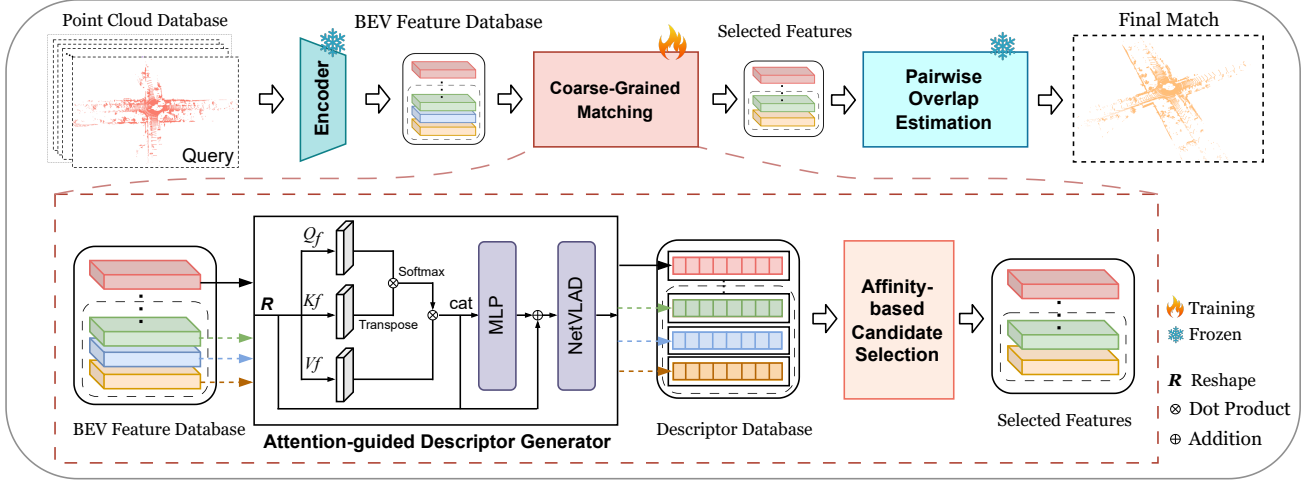 Point Cloud Database
Query
Encoder
BEV Feature Database
Coarse-Grained
Matching
Selected Features
Pairwise
Overlap
Estimation
Final Match
BEV Feature Database
R
Qf
Kf
Vf
Softmax
Transpose
cat
MLP
NetVLAD
Attention-guided Descriptor Generator
Descriptor Database
Affinity-
based
Candidate
Selection
Selected Features
Training
Frozen
R Reshape
⊗ Dot Product
⊕ Addition